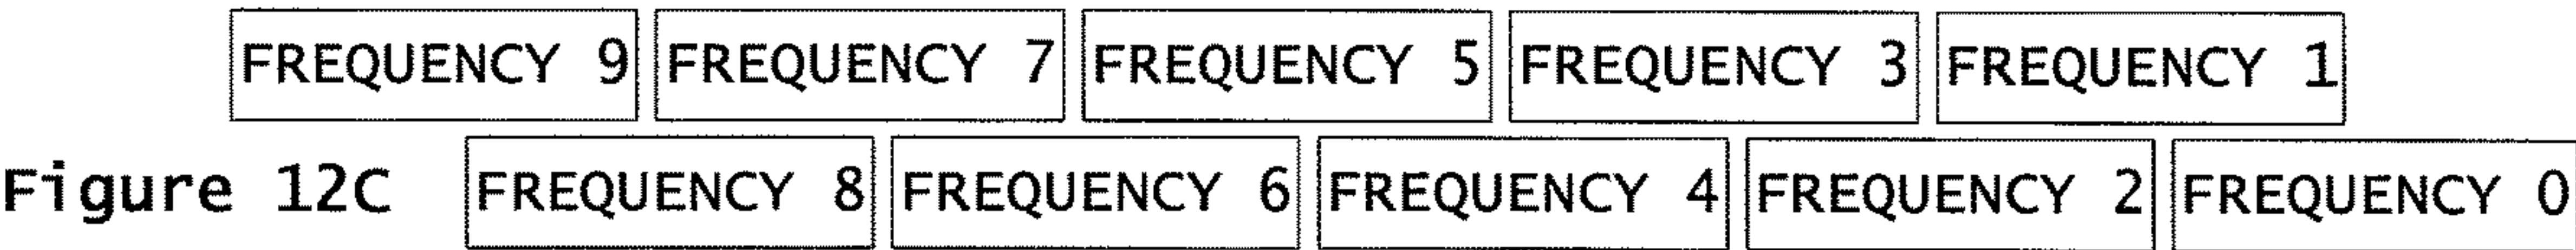 FREQUENCY 9 FREQUENCY 7 FREQUENCY 5 FREQUENCY 3 FREQUENCY 1
Figure 12C FREQUENCY 8 FREQUENCY 6 FREQUENCY 4 FREQUENCY 2 FREQUENCY 0